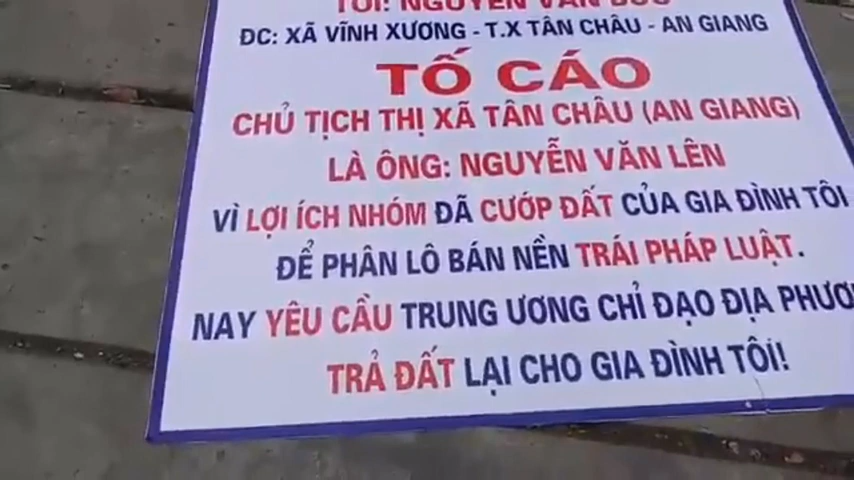 TÔI: NGUYỄN VĂN
ĐC: XÃ VĨNH XƯƠNG - T.X TÂN CHÂU - AN GIANG
TỐ CÁO
CHỦ TỊCH THỊ XÃ TÂN CHÂU (AN GIANG)
LÀ ÔNG: NGUYỄN VĂN LÊN
VÌ LỢI ÍCH NHÓM ĐÃ CƯỚP ĐẤT CỦA GIA ĐÌNH TÔI
ĐỂ PHÂN LÔ BÁN NỀN TRÁI PHÁP LUẬT.
NAY YÊU CẦU TRUNG ƯƠNG CHỈ ĐẠO ĐỊA PHƯƠ
TRẢ ĐẤT LẠI CHO GIA ĐÌNH TÔI!